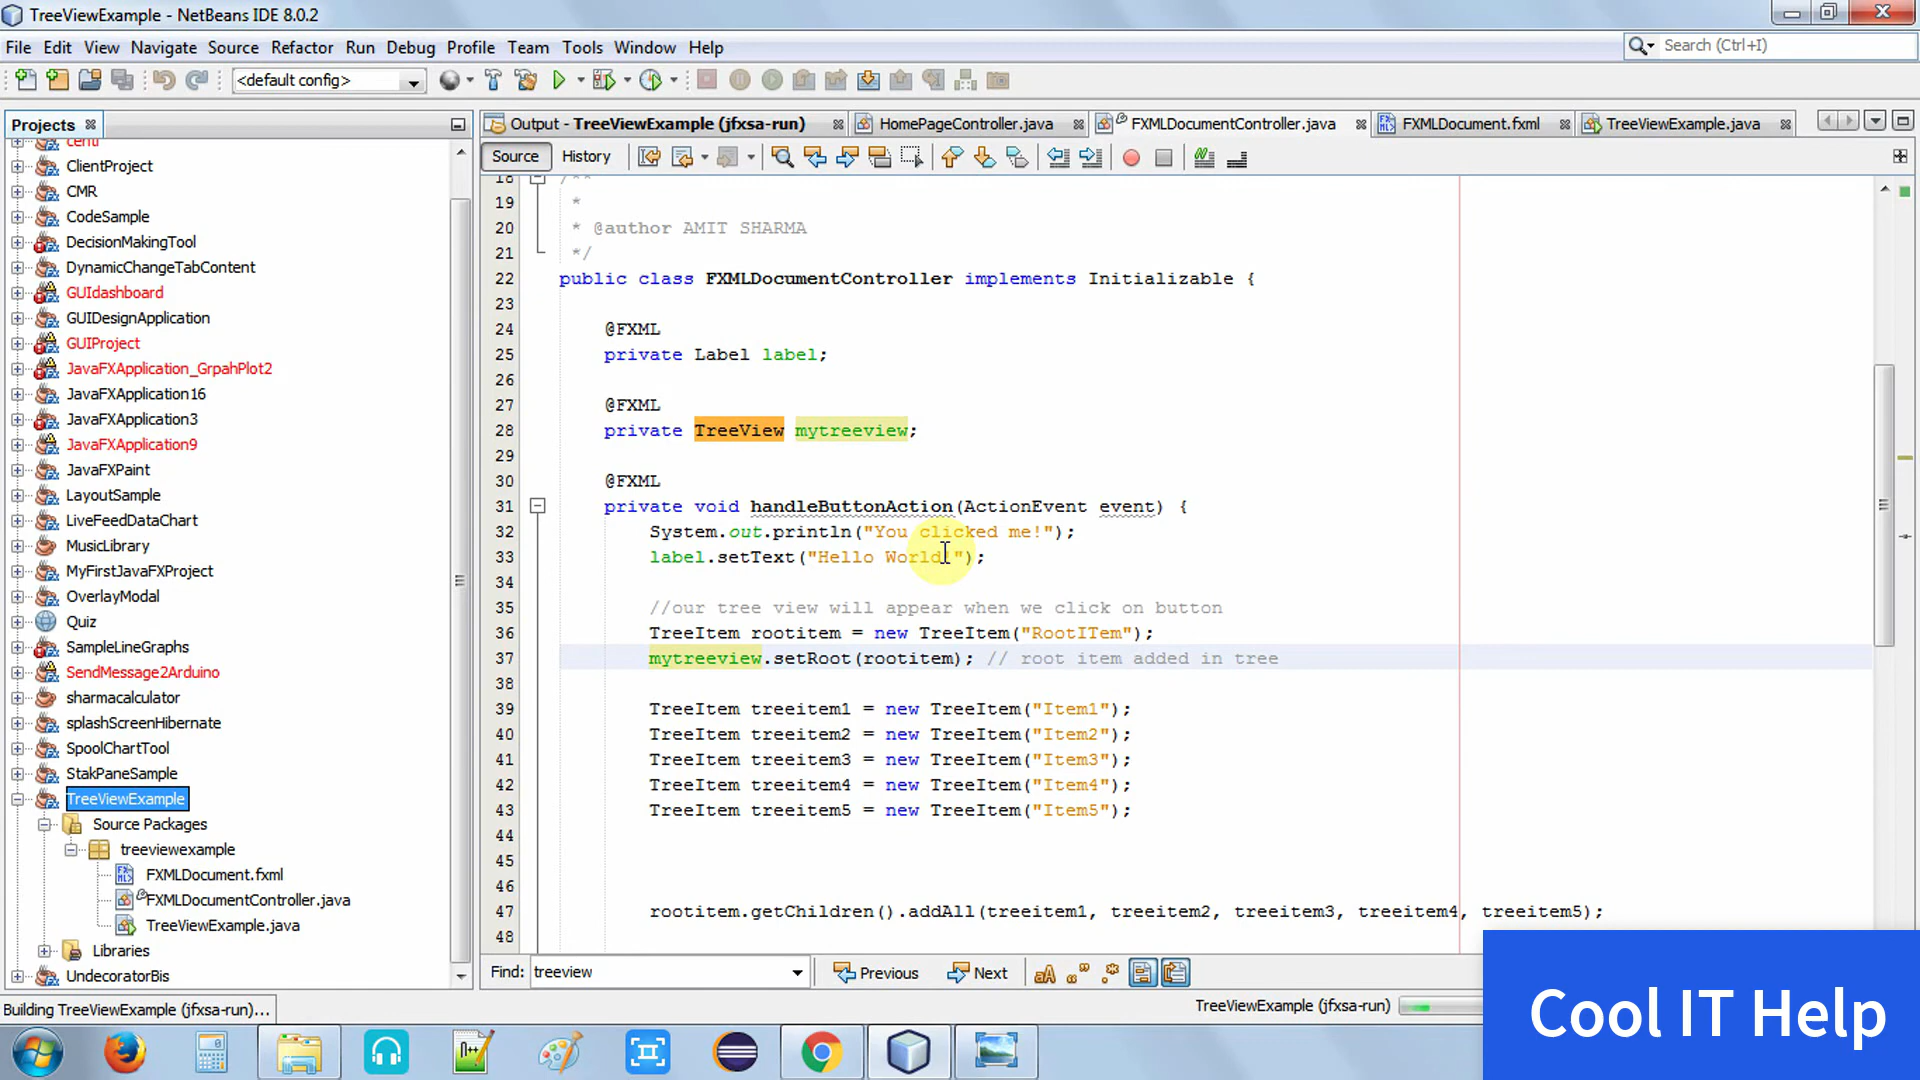 TreeViewExample - NetBeans IDE 8.0.2
File Edit View Navigate Source Refactor Run Debug Profile Team Tools Window Help
Search (Ctrl+I)
<default config>
Projects
Output - TreeViewExample (jfxsa-run) HomePageController.java FXMLDocumentController.java FXMLDocument.fxml TreeViewExample.java
Source History
ClientProject
CMR
CodeSample
DecisionMakingTool
DynamicChangeTabContent
GUIdashboard
GUIDesignApplication
GUIProject
JavaFXApplication_GrpahPlot2
JavaFXApplication16
JavaFXApplication3
JavaFXApplication9
JavaFXPaint
LayoutSample
LiveFeedDataChart
MusicLibrary
MyFirstJavaFXProject
OverlayModal
Quiz
SampleLineGraphs
SendMessage2Arduino
sharmacalculator
splashScreenHibernate
SpoolChartTool
StakPaneSample
TreeViewExample
Source Packages
treeviewexample
FXMLDocument.fxml
FXMLDocumentController.java
TreeViewExample.java
Libraries
UndecoratorBis
18 /**
19 *
20 * @author AMIT SHARMA
21 */
22 public class FXMLDocumentController implements Initializable {
23
24 @FXML
25 private Label label;
26
27 @FXML
28 private TreeView mytreeview;
29
30 @FXML
31 private void handleButtonAction(ActionEvent event) {
32 System.out.println("You clicked me!");
33 label.setText("Hello World!");
34
35 //our tree view will appear when we click on button
36 TreeItem rootitem = new TreeItem("RootITem");
37 mytreeview.setRoot(rootitem); // root item added in tree
38
39 TreeItem treeitem1 = new TreeItem("Item1");
40 TreeItem treeitem2 = new TreeItem("Item2");
41 TreeItem treeitem3 = new TreeItem("Item3");
42 TreeItem treeitem4 = new TreeItem("Item4");
43 TreeItem treeitem5 = new TreeItem("Item5");
44
45
46
47 rootitem.getChildren().addAll(treeitem1, treeitem2, treeitem3, treeitem4, treeitem5);
48
Find: treeview Previous Next
Building TreeViewExample (jfxsa-run)...
TreeViewExample (jfxsa-run)
Cool IT Help